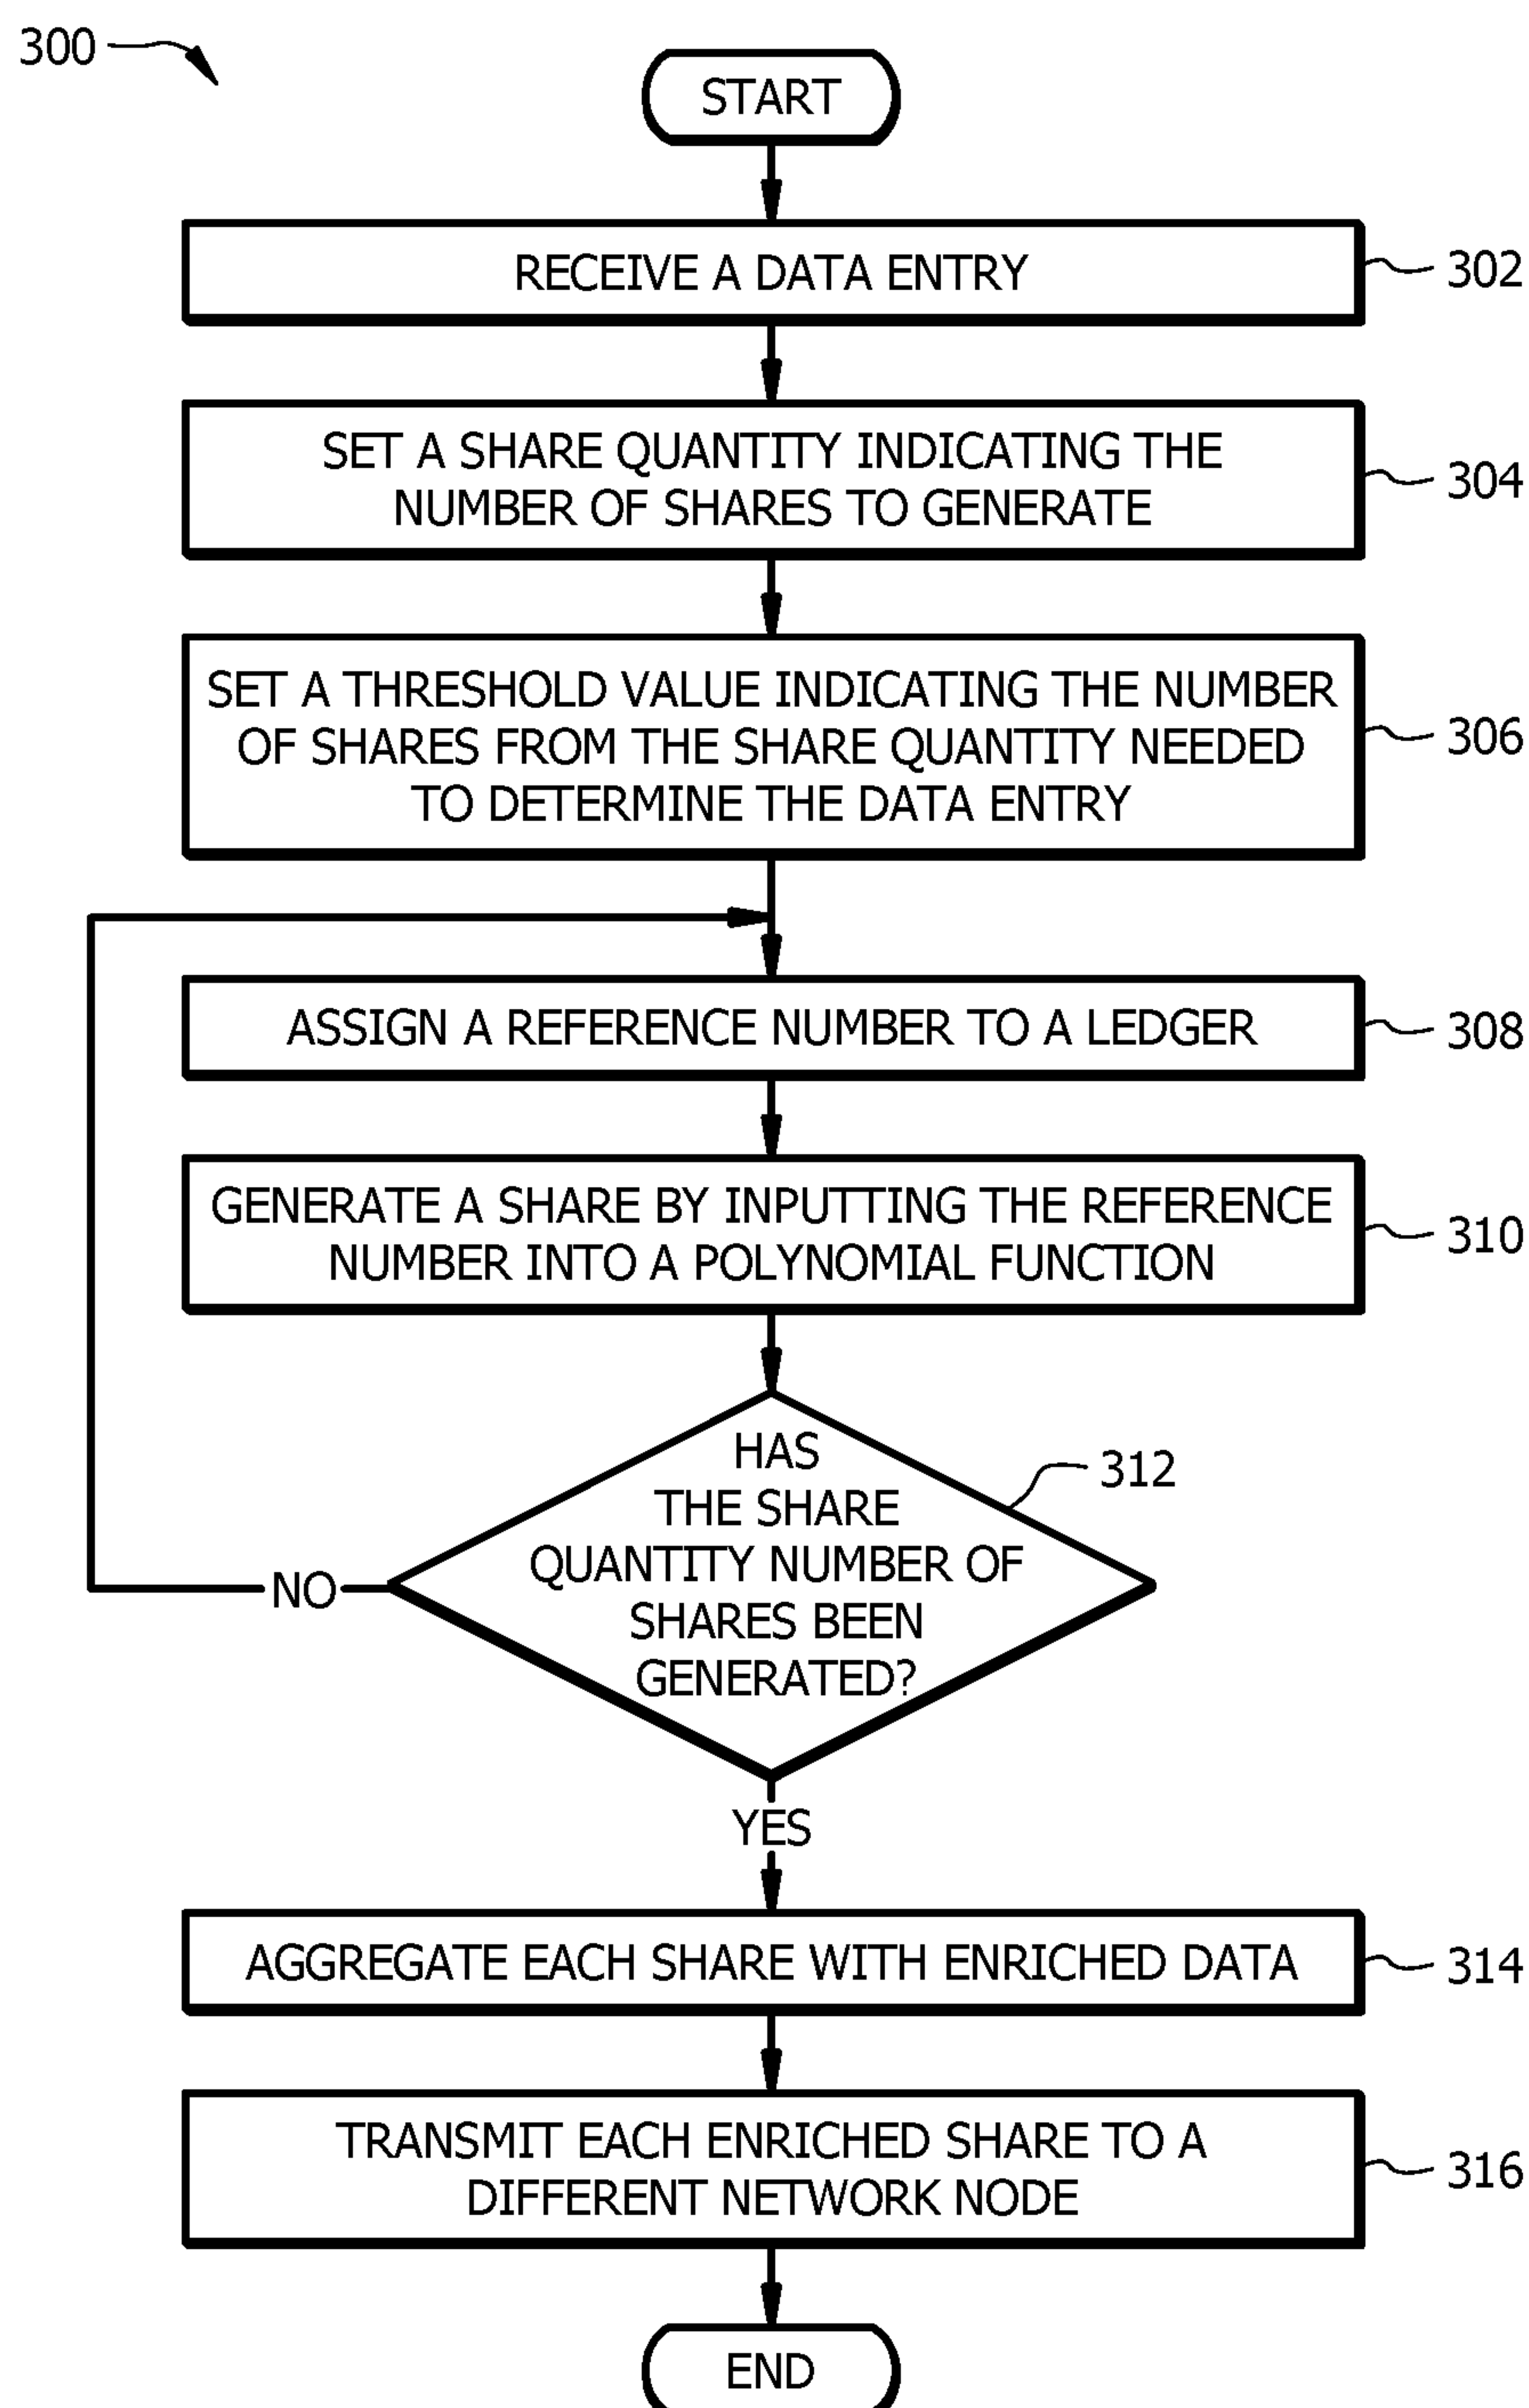 300
START
RECEIVE A DATA ENTRY
302
SET A SHARE QUANTITY INDICATING THE
NUMBER OF SHARES TO GENERATE
304
SET A THRESHOLD VALUE INDICATING THE NUMBER
OF SHARES FROM THE SHARE QUANTITY NEEDED
TO DETERMINE THE DATA ENTRY
306
ASSIGN A REFERENCE NUMBER TO A LEDGER
308
GENERATE A SHARE BY INPUTTING THE REFERENCE
NUMBER INTO A POLYNOMIAL FUNCTION
310
HAS
THE SHARE
QUANTITY NUMBER OF
SHARES BEEN
GENERATED?
312
NO
YES
AGGREGATE EACH SHARE WITH ENRICHED DATA
314
TRANSMIT EACH ENRICHED SHARE TO A
DIFFERENT NETWORK NODE
316
END